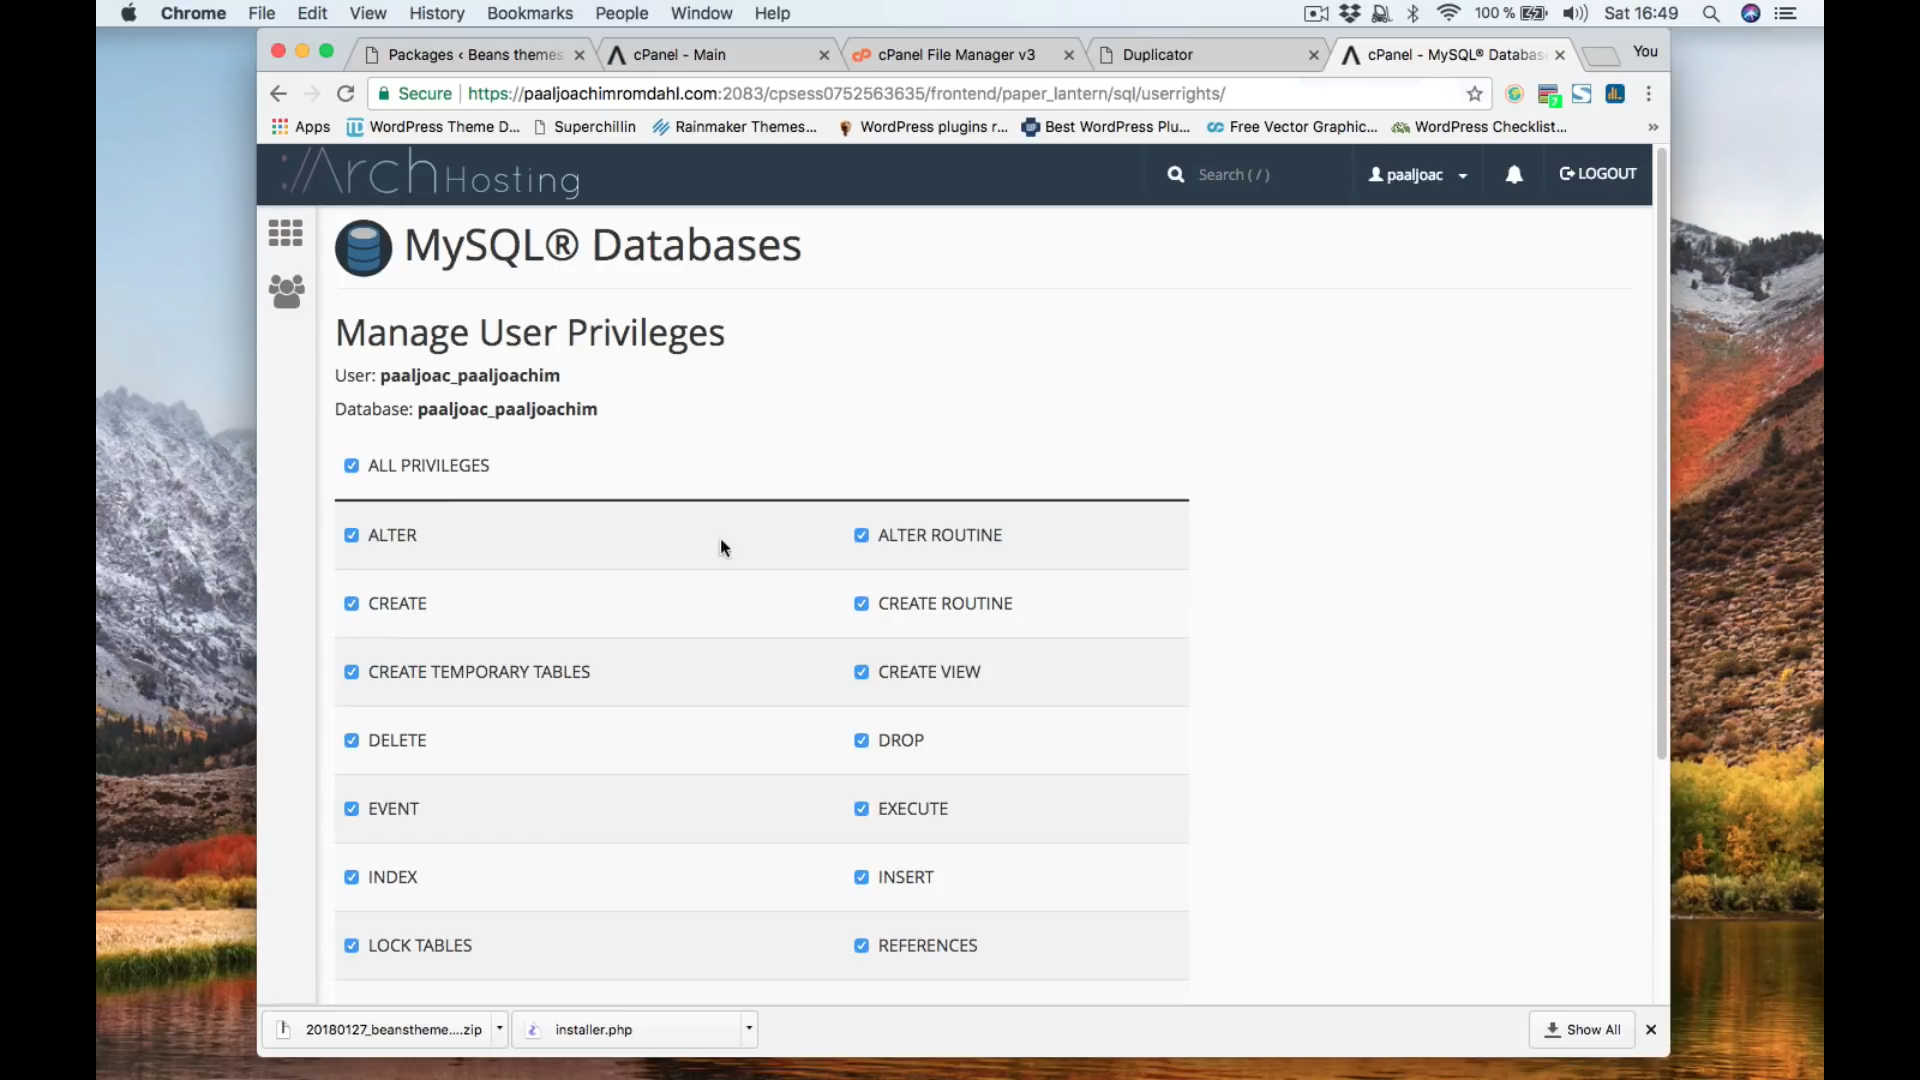 Chrome File Edit View History Bookmarks People Window Help 100 % Sat 16:49
Packages ‹ Beans themes cPanel - Main cPanel File Manager v3 Duplicator cPanel - MySQL® Databas You
Secure https://paaljoachimromdahl.com:2083/cpsess0752563635/frontend/paper_lantern/sql/userrights/
Apps WordPress Theme D... Superchillin Rainmaker Themes... WordPress plugins r... Best WordPress Plu... Free Vector Graphic... WordPress Checklist... »
://Arch Hosting Search ( / ) paaljoac LOGOUT
MySQL® Databases
Manage User Privileges
User: paaljoac_paaljoachim
Database: paaljoac_paaljoachim
ALL PRIVILEGES
ALTER ALTER ROUTINE
CREATE CREATE ROUTINE
CREATE TEMPORARY TABLES CREATE VIEW
DELETE DROP
EVENT EXECUTE
INDEX INSERT
LOCK TABLES REFERENCES
20180127_beanstheme....zip installer.php Show All